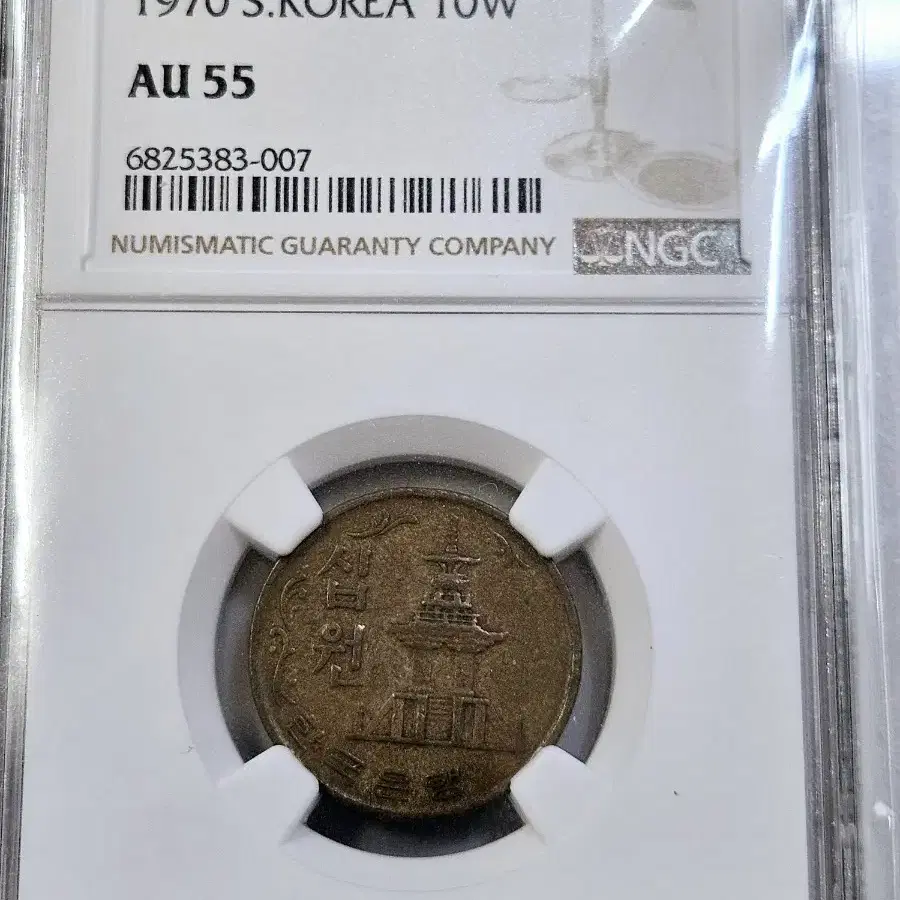 1970 S.KOREA 10W
AU 55
6825383-007
NUMISMATIC GUARANTY COMPANY
NGC
십
원
한국은행